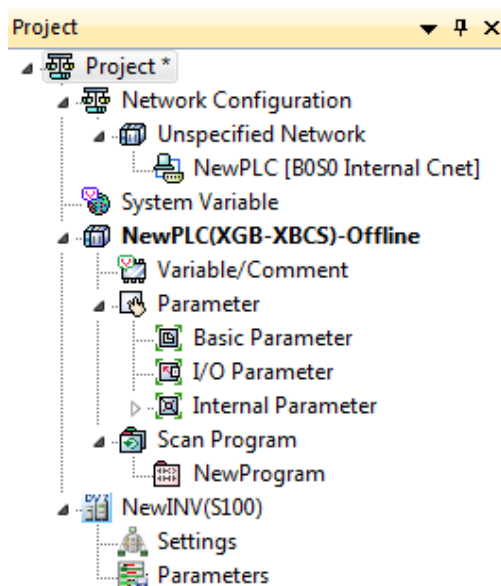 Project
Project *
Network Configuration
Unspecified Network
NewPLC [B0S0 Internal Cnet]
System Variable
NewPLC(XGB-XBCS)-Offline
Variable/Comment
Parameter
Basic Parameter
I/O Parameter
Internal Parameter
Scan Program
NewProgram
NewINV(S100)
Settings
Parameters